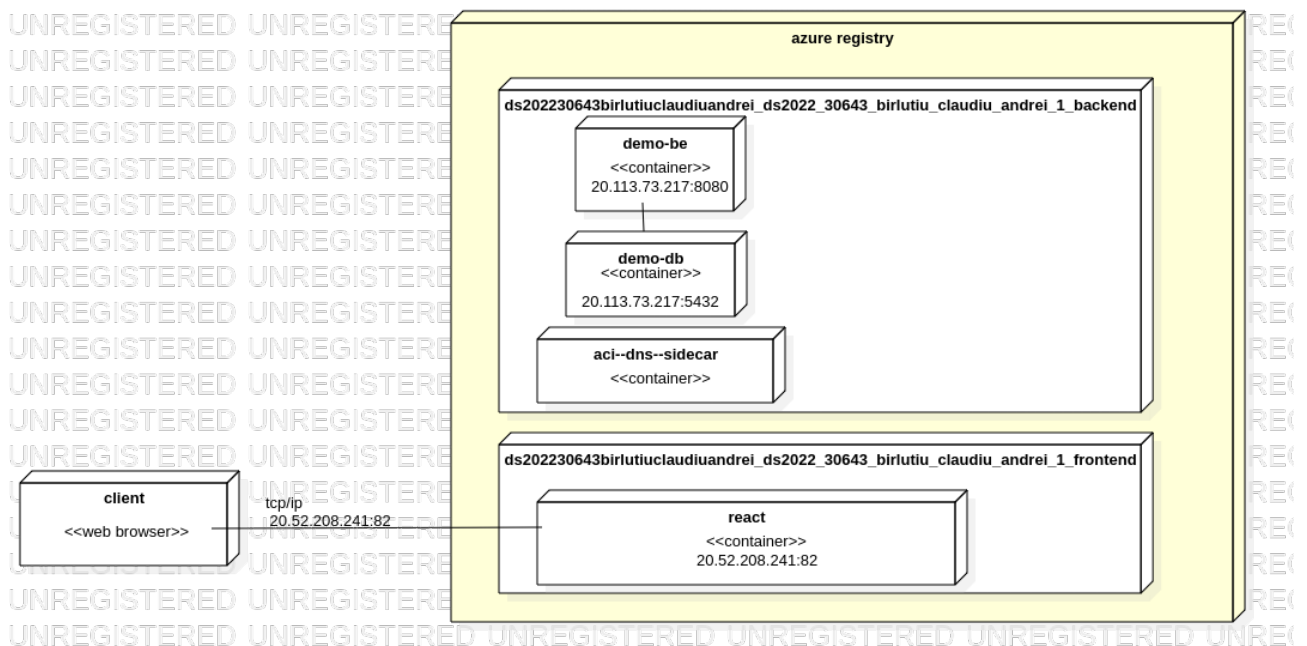 azure registry
ds202230643birlutiuclaudiuandrei_ds2022_30643_birlutiu_claudiu_andrei_1_backend
demo-be
<<container>>
20.113.73.217:8080
demo-db
<<container>>
20.113.73.217:5432
aci--dns--sidecar
<<container>>
ds202230643birlutiuclaudiuandrei_ds2022_30643_birlutiu_claudiu_andrei_1_frontend
react
<<container>>
20.52.208.241:82
client
<<web browser>>
tcp/ip
20.52.208.241:82
UNREGISTERED UNREGISTERED UNREGISTERED UNREGISTERED UNREGISTERED